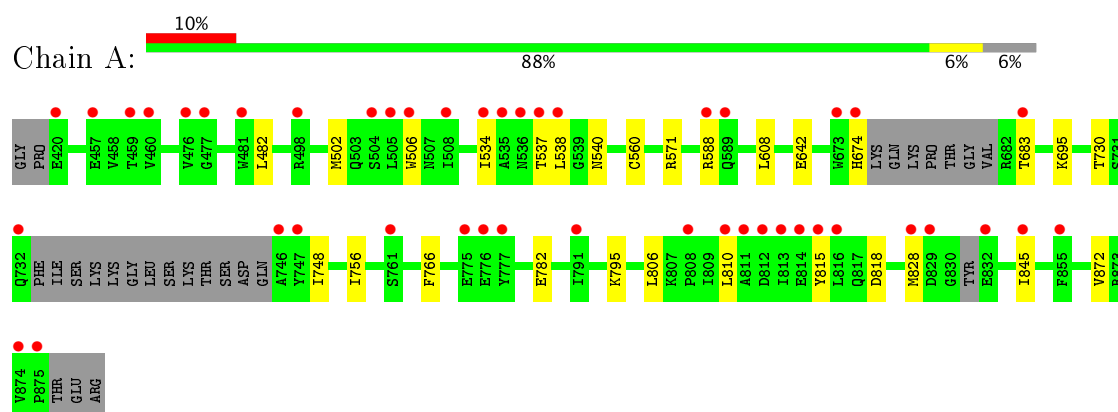 10%
Chain A:
88% 6% 6%
GLY PRO E420 E457 V458 T459 V460 V476 G477 W481 L482 R498 M502 Q503 S504 L505 W506 N507 I508 I534 A535 N536 T537 L538 G539 N540 C560 R571 R588 Q589 L608 E642 W673 H674 LYS GLN LYS PRO THR GLY VAL R682 T683 K695 T730 S731
Q732 PHE ILE SER LYS LYS GLY LEU SER LYS THR SER ASP GLN A746 Y747 I748 I756 S761 F766 E775 E776 Y777 E782 I791 K795 L806 K807 P808 I809 L810 A811 D812 I813 E814 Y815 L816 Q817 D818 M828 D829 G830 TYR E832 I845 F855 V872 R873
V874 P875 THR GLU ARG